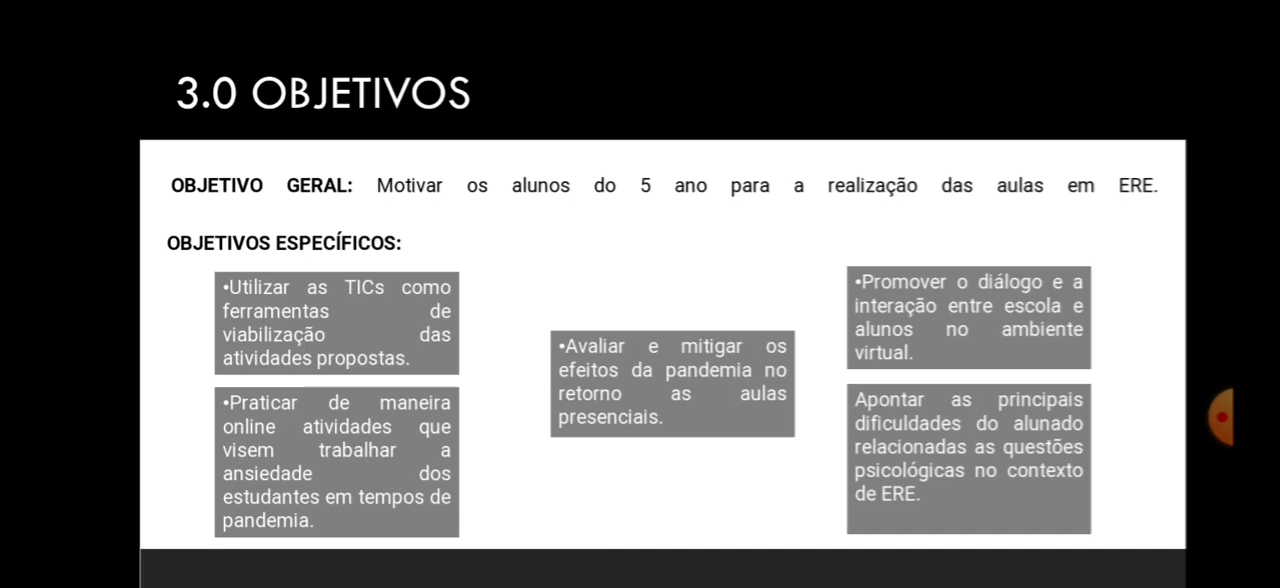 3.0 OBJETIVOS
OBJETIVO GERAL: Motivar os alunos do 5 ano para a realização das aulas em ERE.
OBJETIVOS ESPECÍFICOS:
•Utilizar as TICs como
ferramentas de
viabilização das
atividades propostas.
•Praticar de maneira
online atividades que
visem trabalhar a
ansiedade dos
estudantes em tempos de
pandemia.
•Avaliar e mitigar os
efeitos da pandemia no
retorno as aulas
presenciais.
•Promover o diálogo e a
interação entre escola e
alunos no ambiente
virtual.
Apontar as principais
dificuldades do alunado
relacionadas as questões
psicológicas no contexto
de ERE.